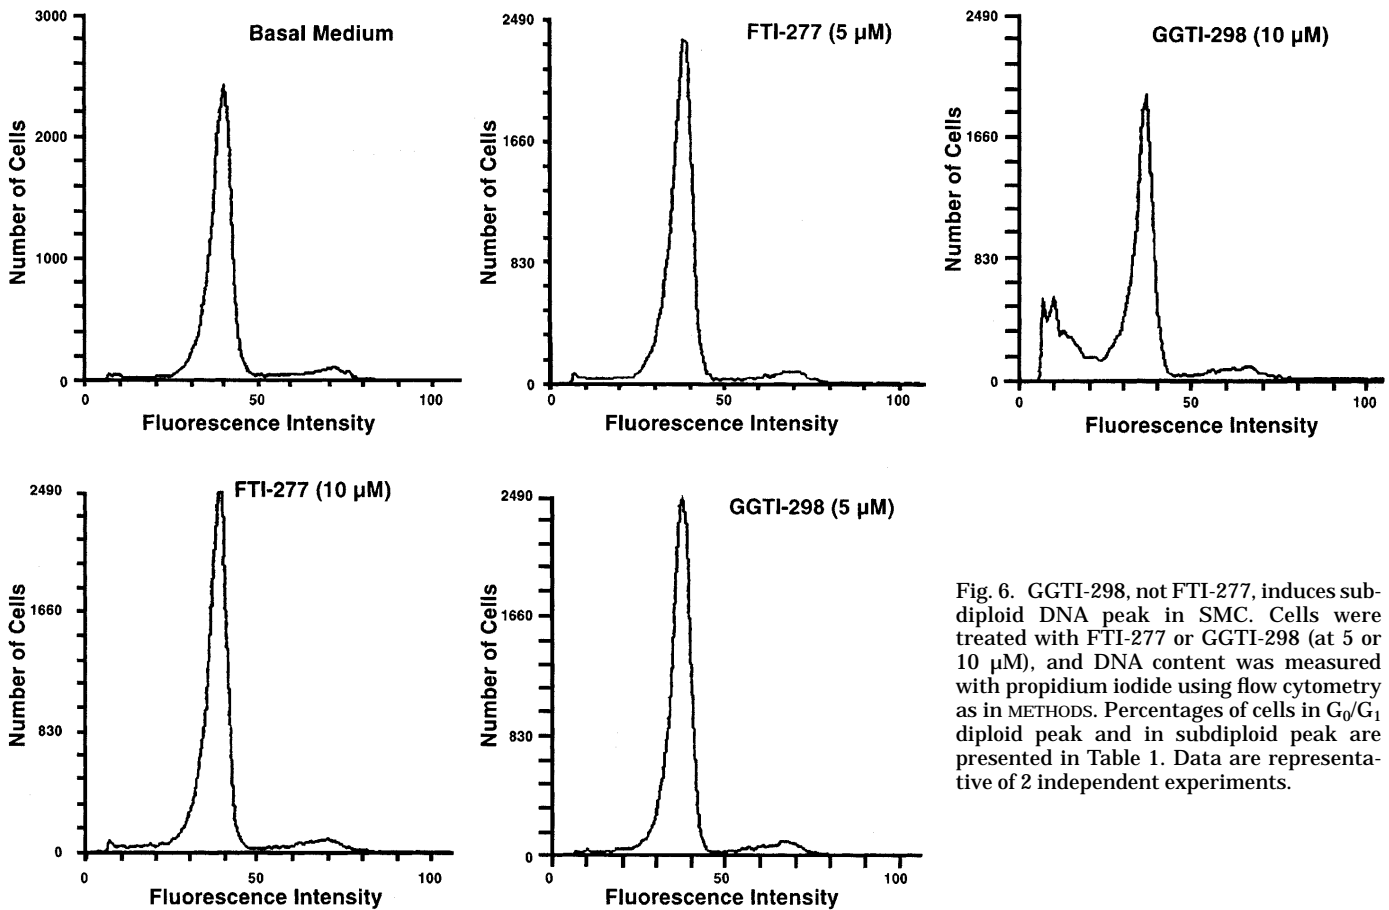 Basal Medium
3000
2000
1000
0
Number of Cells
0 50 100
Fluorescence Intensity
FTI-277 (5 µM)
2490
1660
830
0
Number of Cells
0 50 100
Fluorescence Intensity
GGTI-298 (10 µM)
2490
1660
830
0
Number of Cells
0 50 100
Fluorescence Intensity
FTI-277 (10 µM)
2490
1660
830
0
Number of Cells
0 50 100
Fluorescence Intensity
GGTI-298 (5 µM)
2490
1660
830
0
Number of Cells
0 50 100
Fluorescence Intensity
Fig. 6. GGTI-298, not FTI-277, induces sub-
diploid DNA peak in SMC. Cells were
treated with FTI-277 or GGTI-298 (at 5 or
10 µM), and DNA content was measured
with propidium iodide using flow cytometry
as in METHODS. Percentages of cells in G₀/G₁
diploid peak and in subdiploid peak are
presented in Table 1. Data are representa-
tive of 2 independent experiments.